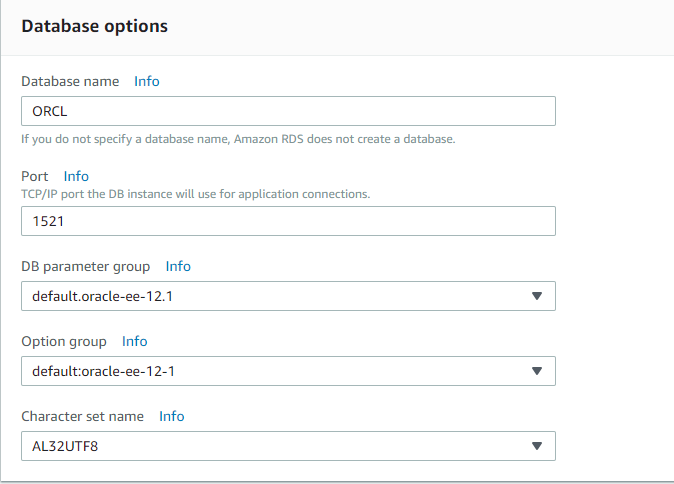 Database options
Database name Info
ORCL
If you do not specify a database name, Amazon RDS does not create a database.
Port Info
TCP/IP port the DB instance will use for application connections.
1521
DB parameter group Info
default.oracle-ee-12.1
Option group Info
default:oracle-ee-12-1
Character set name Info
AL32UTF8